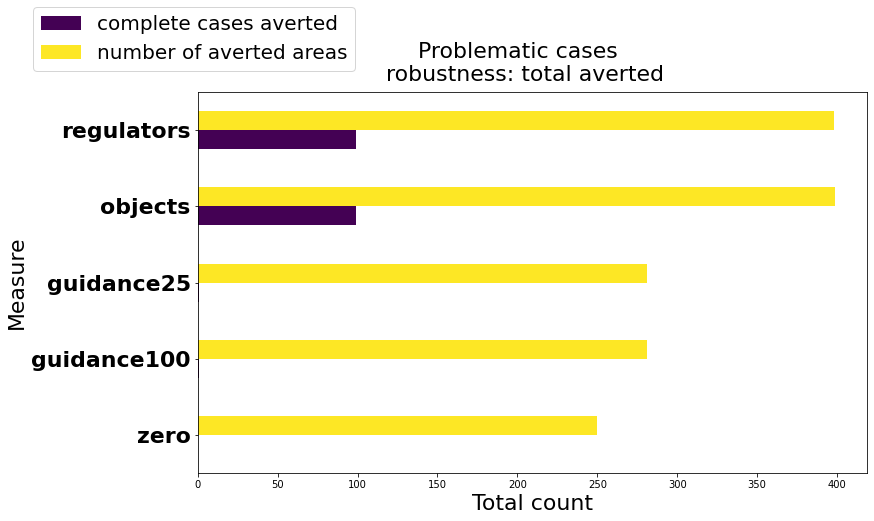 complete cases averted
number of averted areas
Problematic cases
robustness: total averted
regulators
objects
guidance25
guidance100
zero
Measure
0 50 100 150 200 250 300 350 400
Total count